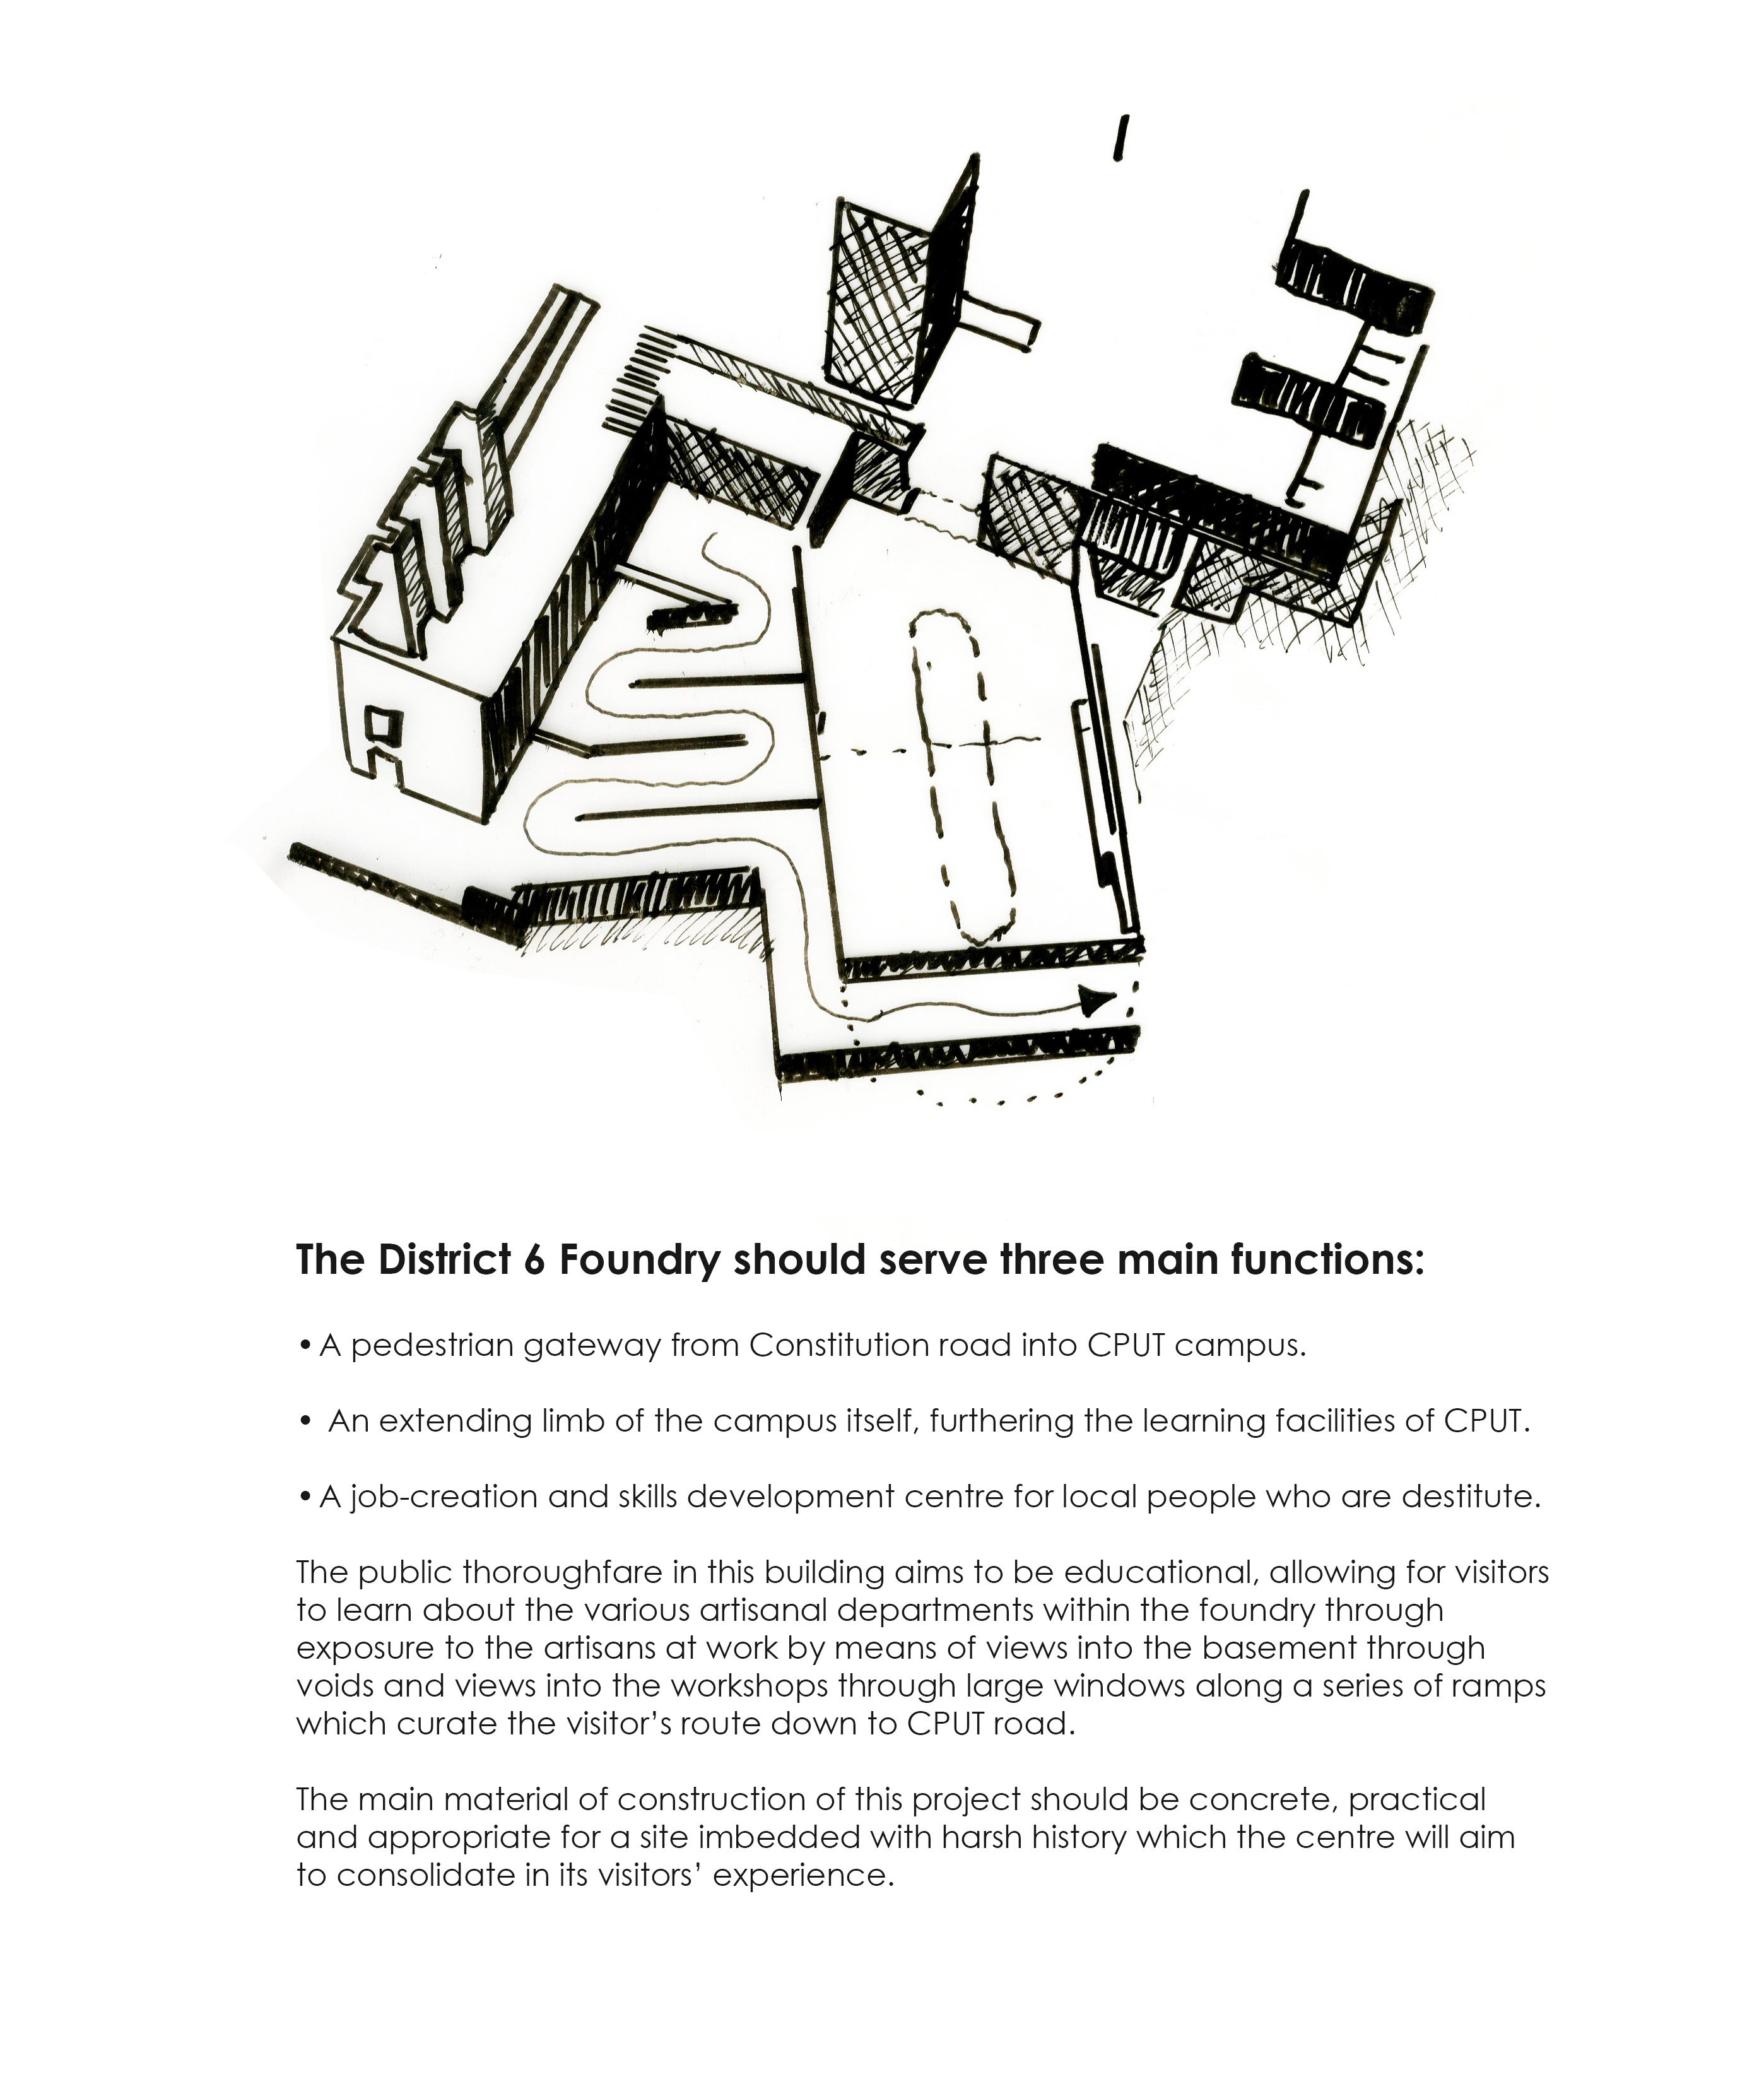 The District 6 Foundry should serve three main functions:
• A pedestrian gateway from Constitution road into CPUT campus.
• An extending limb of the campus itself, furthering the learning facilities of CPUT.
• A job-creation and skills development centre for local people who are destitute.
The public thoroughfare in this building aims to be educational, allowing for visitors
to learn about the various artisanal departments within the foundry through
exposure to the artisans at work by means of views into the basement through
voids and views into the workshops through large windows along a series of ramps
which curate the visitor’s route down to CPUT road.
The main material of construction of this project should be concrete, practical
and appropriate for a site imbedded with harsh history which the centre will aim
to consolidate in its visitors’ experience.